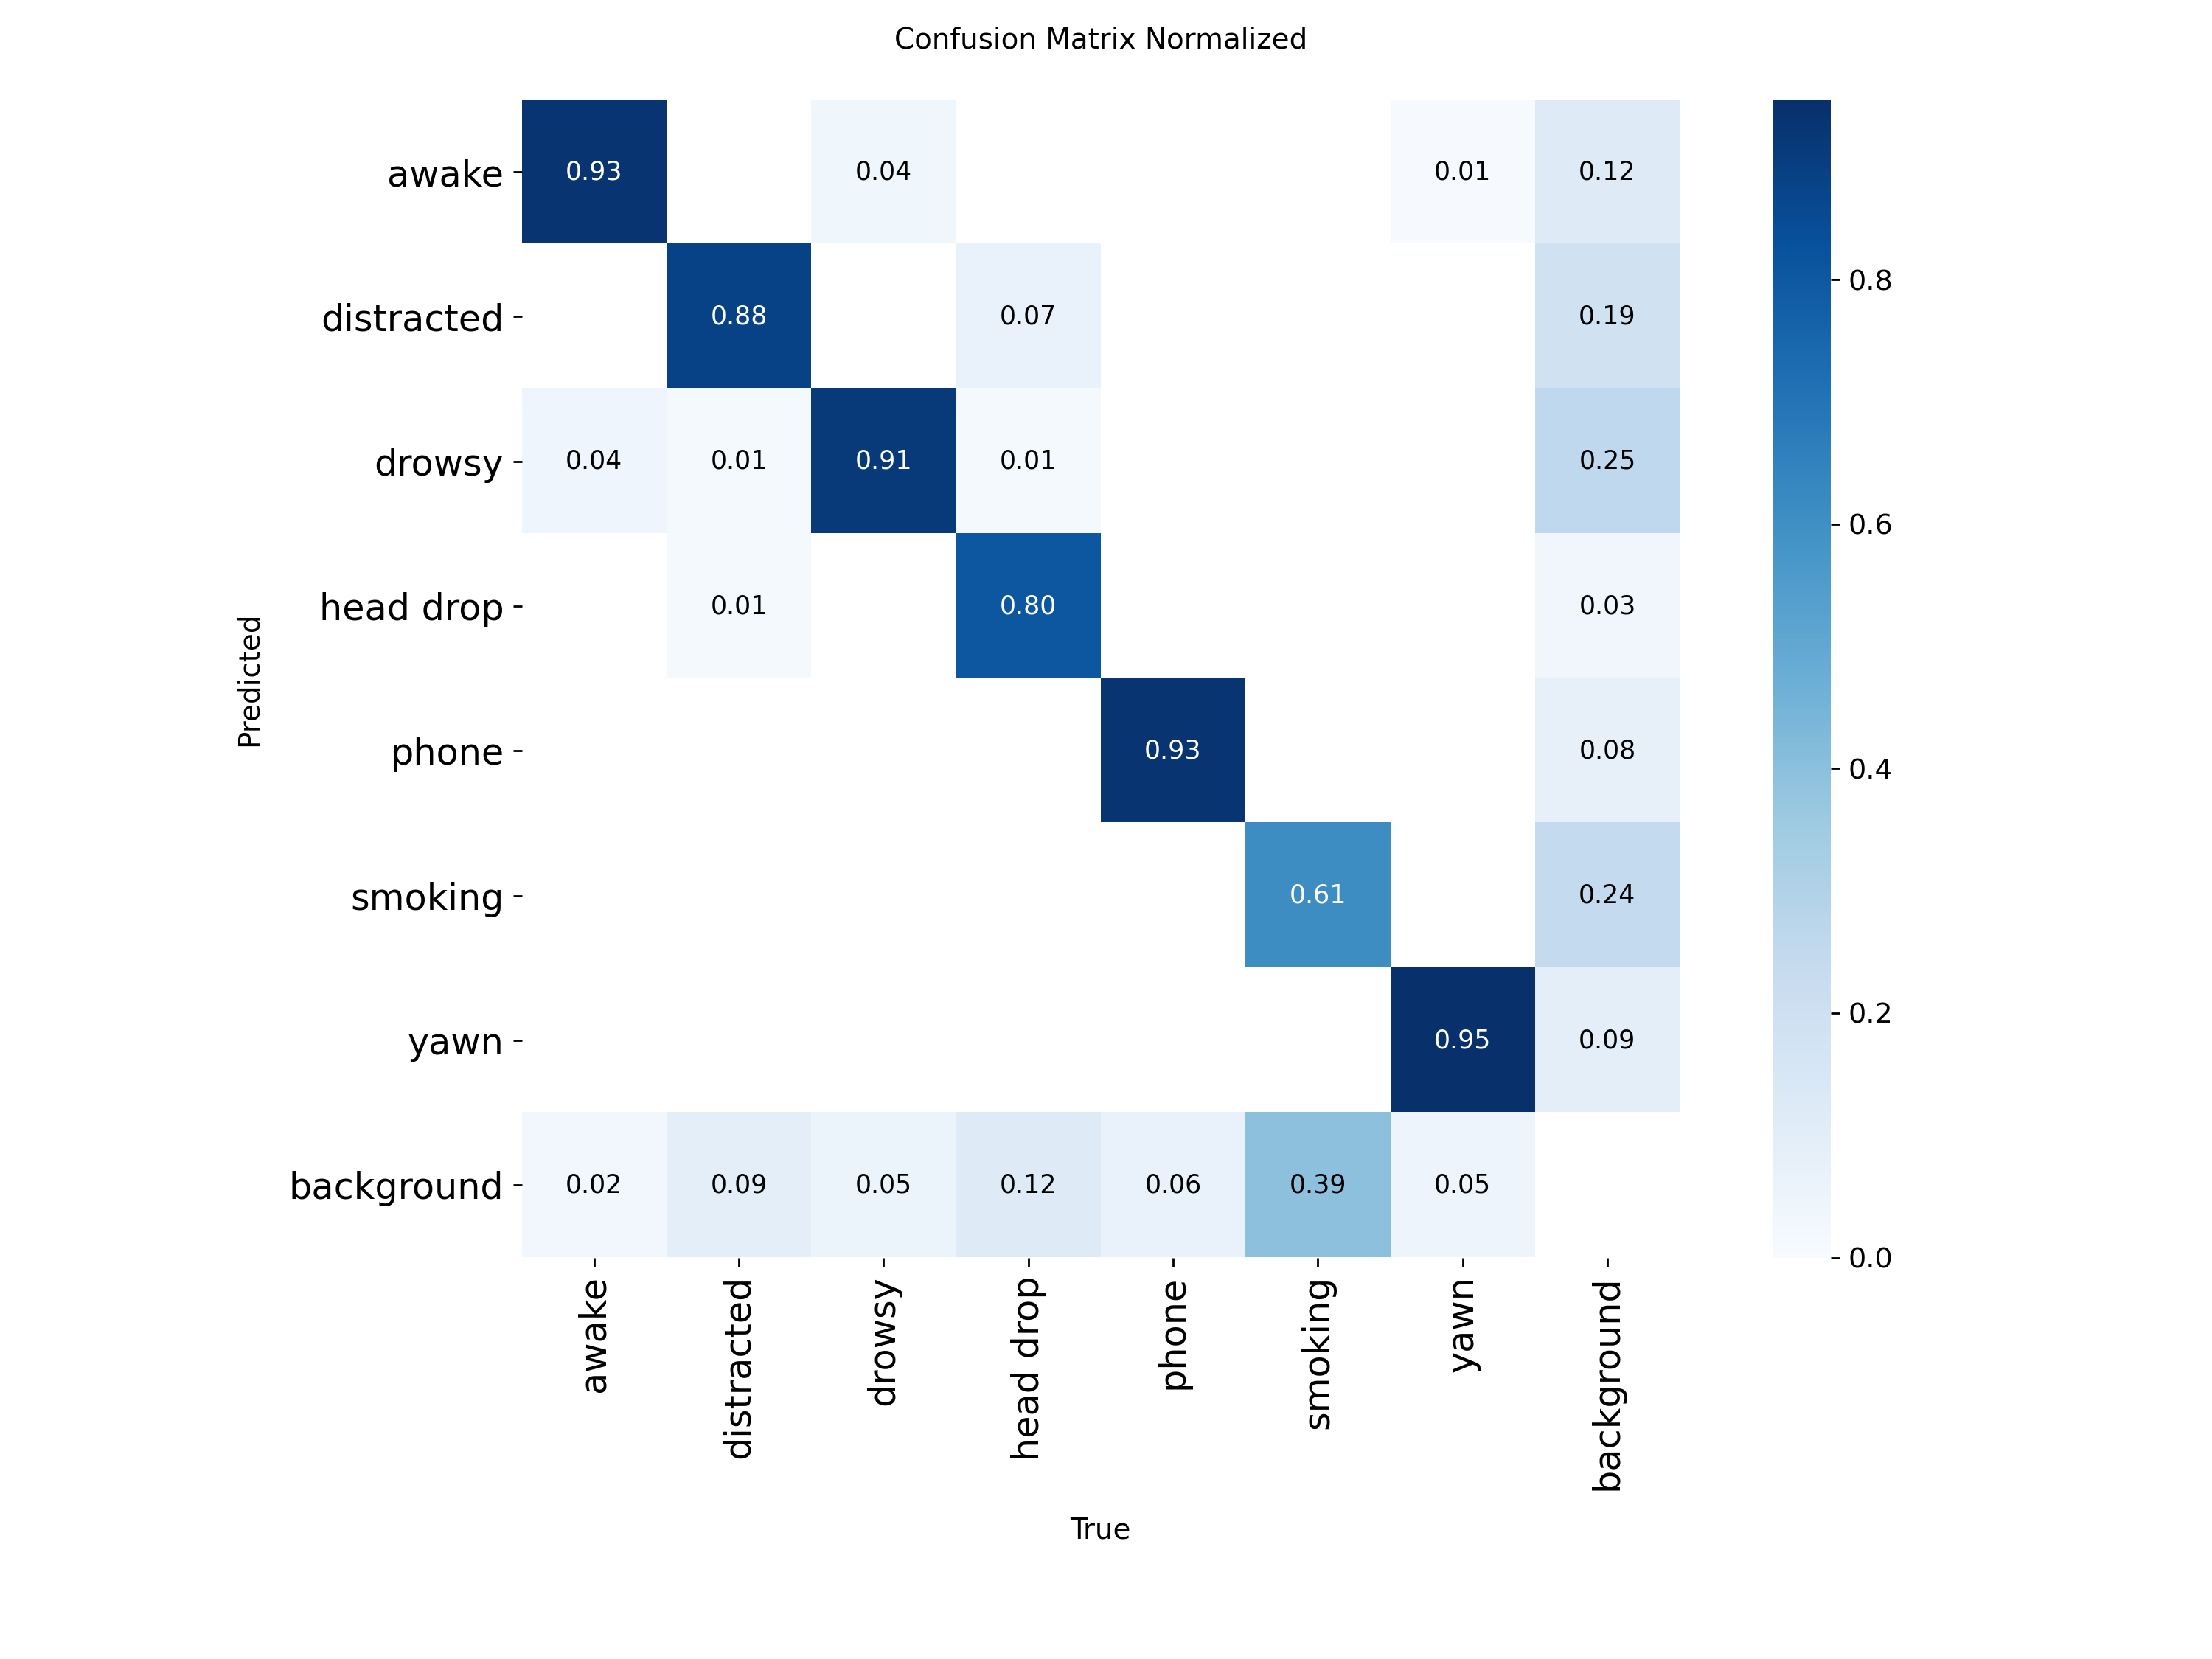 Confusion Matrix Normalized
awake 0.93 0.04 0.01 0.12
distracted 0.88 0.07 0.19
0.8
drowsy 0.04 0.01 0.91 0.01 0.25
0.6
head drop 0.01 0.80 0.03
Predicted
phone 0.93 0.08
0.4
smoking 0.61 0.24
0.2
yawn 0.95 0.09
background 0.02 0.09 0.05 0.12 0.06 0.39 0.05
0.0
awake distracted drowsy head drop phone smoking yawn background
True